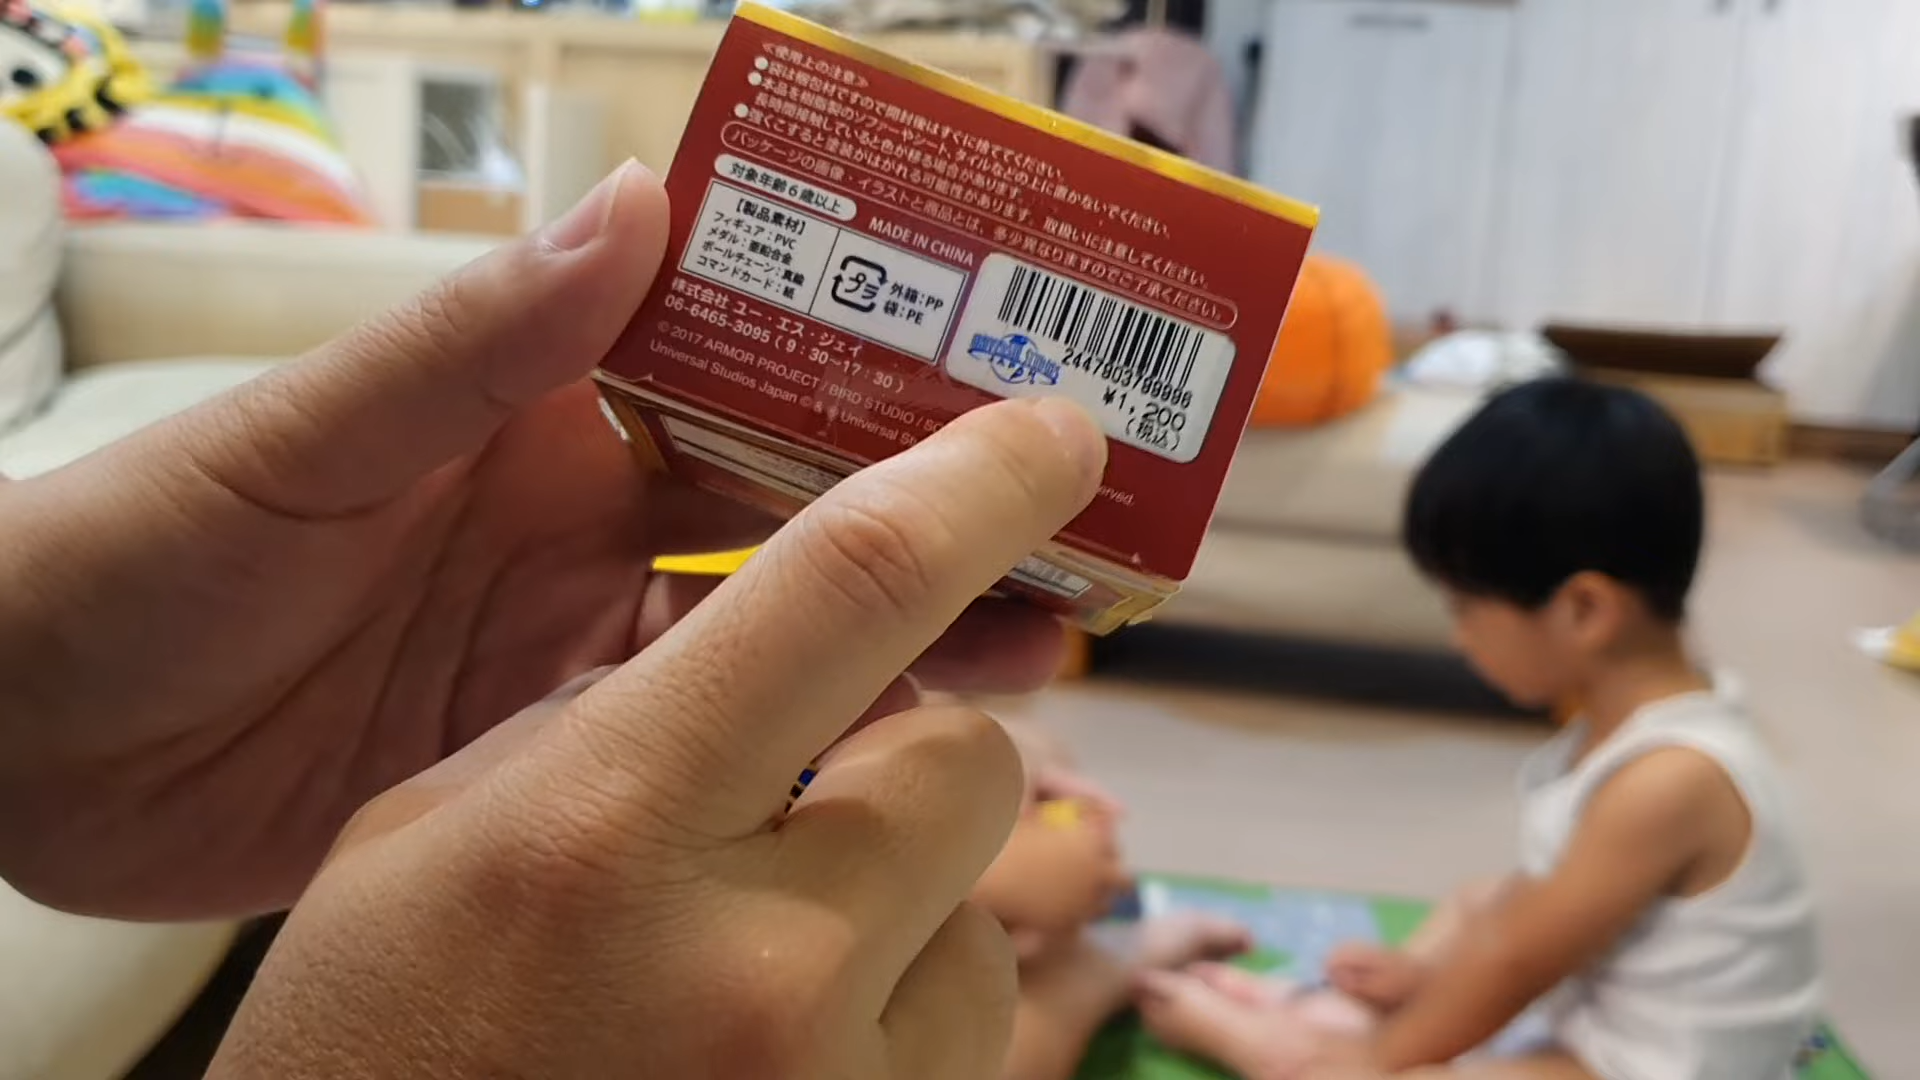 ≪使用上の注意≫
●袋は梱包材ですので開封後はすぐに捨ててください。
●本品を樹脂製のソファーやシート、タイルなどの上に置かないでください。
長時間接触していると色が移る場合があります。
●強くこすると塗装がはがれる可能性があります。取扱いに注意してください。
パッケージの画像・イラストと商品とは、多少異なりますのでご了承ください。
対象年齢6歳以上
MADE IN CHINA
【製品素材】
フィギュア:PVC
メダル:亜鉛合金
ボールチェーン:真鍮
コマンドカード:紙
プラ
外箱:PP
袋:PE
株式会社 ユー・エス・ジェイ
06-6465-3095(9:30~17:30)
© 2017 ARMOR PROJECT / BIRD STUDIO /
Universal Studios Japan
UNIVERSAL STUDIOS
JAPAN
¥1,200
(税込)